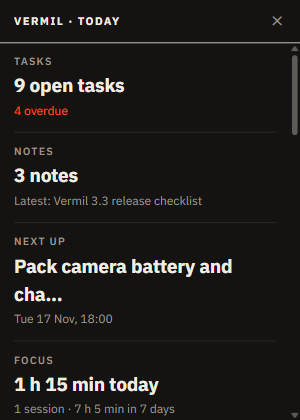 VERMIL · TODAY
TASKS
9 open tasks
4 overdue
NOTES
3 notes
Latest: Vermil 3.3 release checklist
NEXT UP
Pack camera battery and
cha...
Tue 17 Nov, 18:00
FOCUS
1 h 15 min today
1 session · 7 h 5 min in 7 days